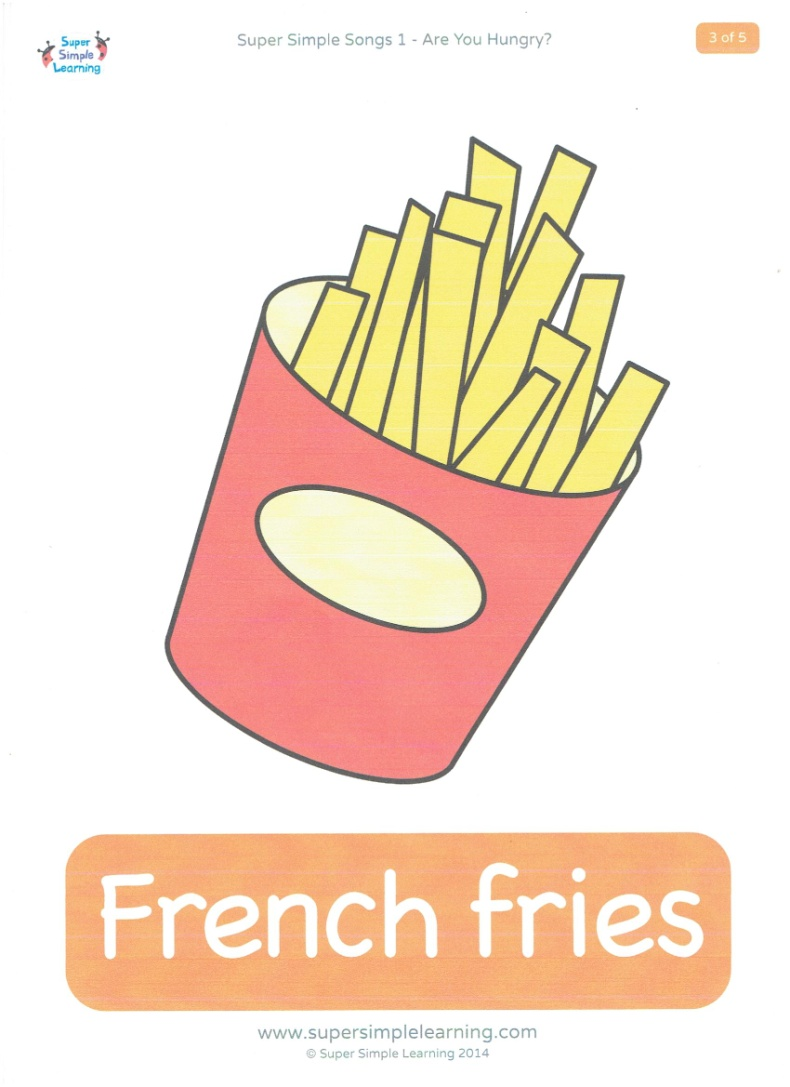 Super
Simple
Learning
Super Simple Songs 1 - Are You Hungry?
3 of 5
French fries
www.supersimplelearning.com
© Super Simple Learning 2014